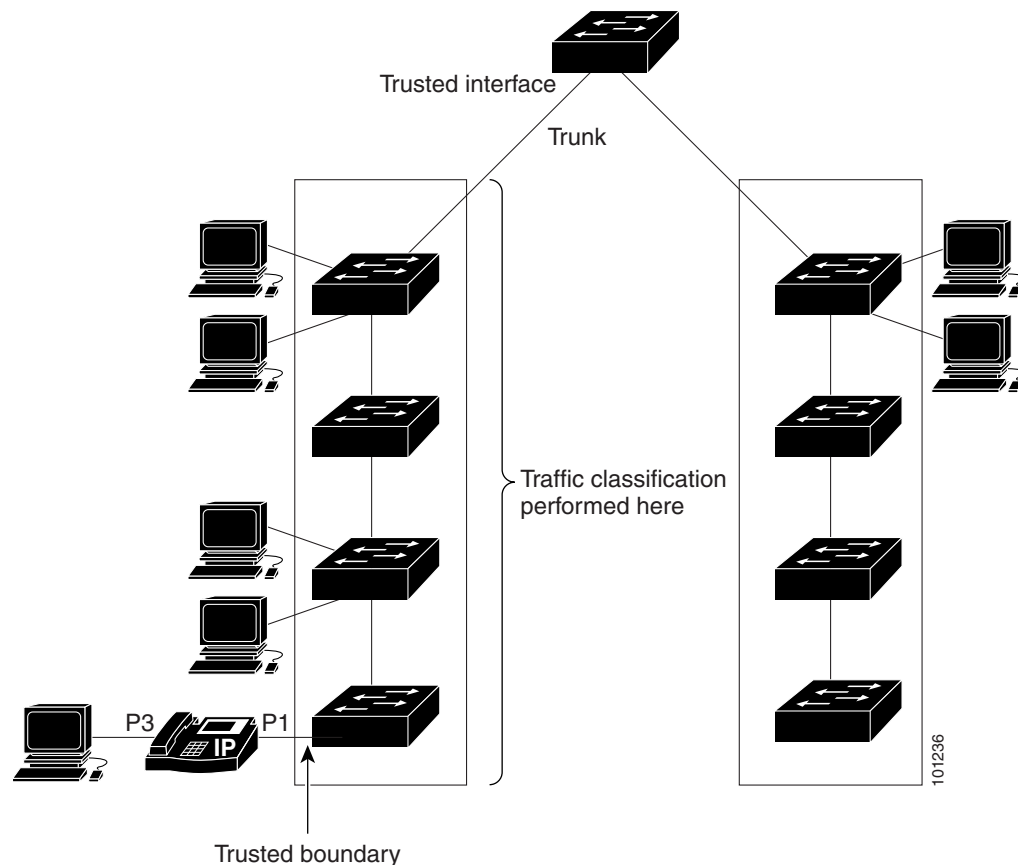 Trusted interface
Trunk
Traffic classification
performed here
P3
IP
P1
101236
Trusted boundary